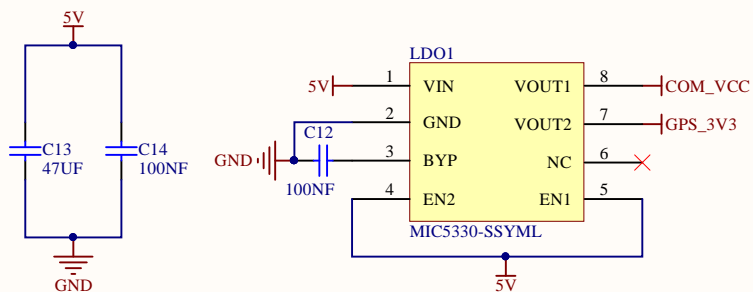 5V
C13
47UF
C14
100NF
GND
LDO1
5V 1 VIN VOUT1 8 COM_VCC
2 GND VOUT2 7 GPS_3V3
C12
GND 3 BYP NC 6
100NF
4 EN2 EN1 5
MIC5330-SSYML
5V